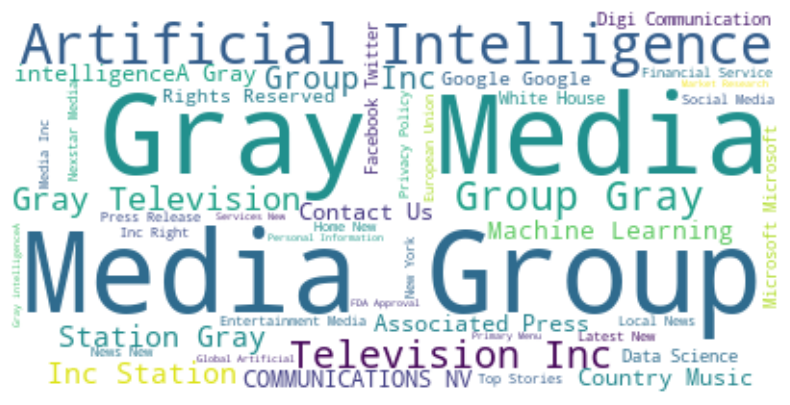 Digi Communication
Artificial Intelligence
intelligenceA Gray
Group Inc
Google Google
Financial Service
Market Research
Facebook Twitter
Rights Reserved
White House
Social Media
Nexstar Media
Media Inc
Gray Media
Privacy Policy
European Union
Microsoft Microsoft
Gray Television
Group Gray
Contact Us
Press Release
Services New
Home New
Inc Right
Personal Information
Machine Learning
Gray intelligenceA
Media Group
New York
FDA Approval
Entertainment Media
Associated Press
Local News
Station Gray
Primary Menu
Latest New
News New
Global Artificial
Television Inc
Data Science
Inc Station
COMMUNICATIONS NV
Top Stories
Country Music